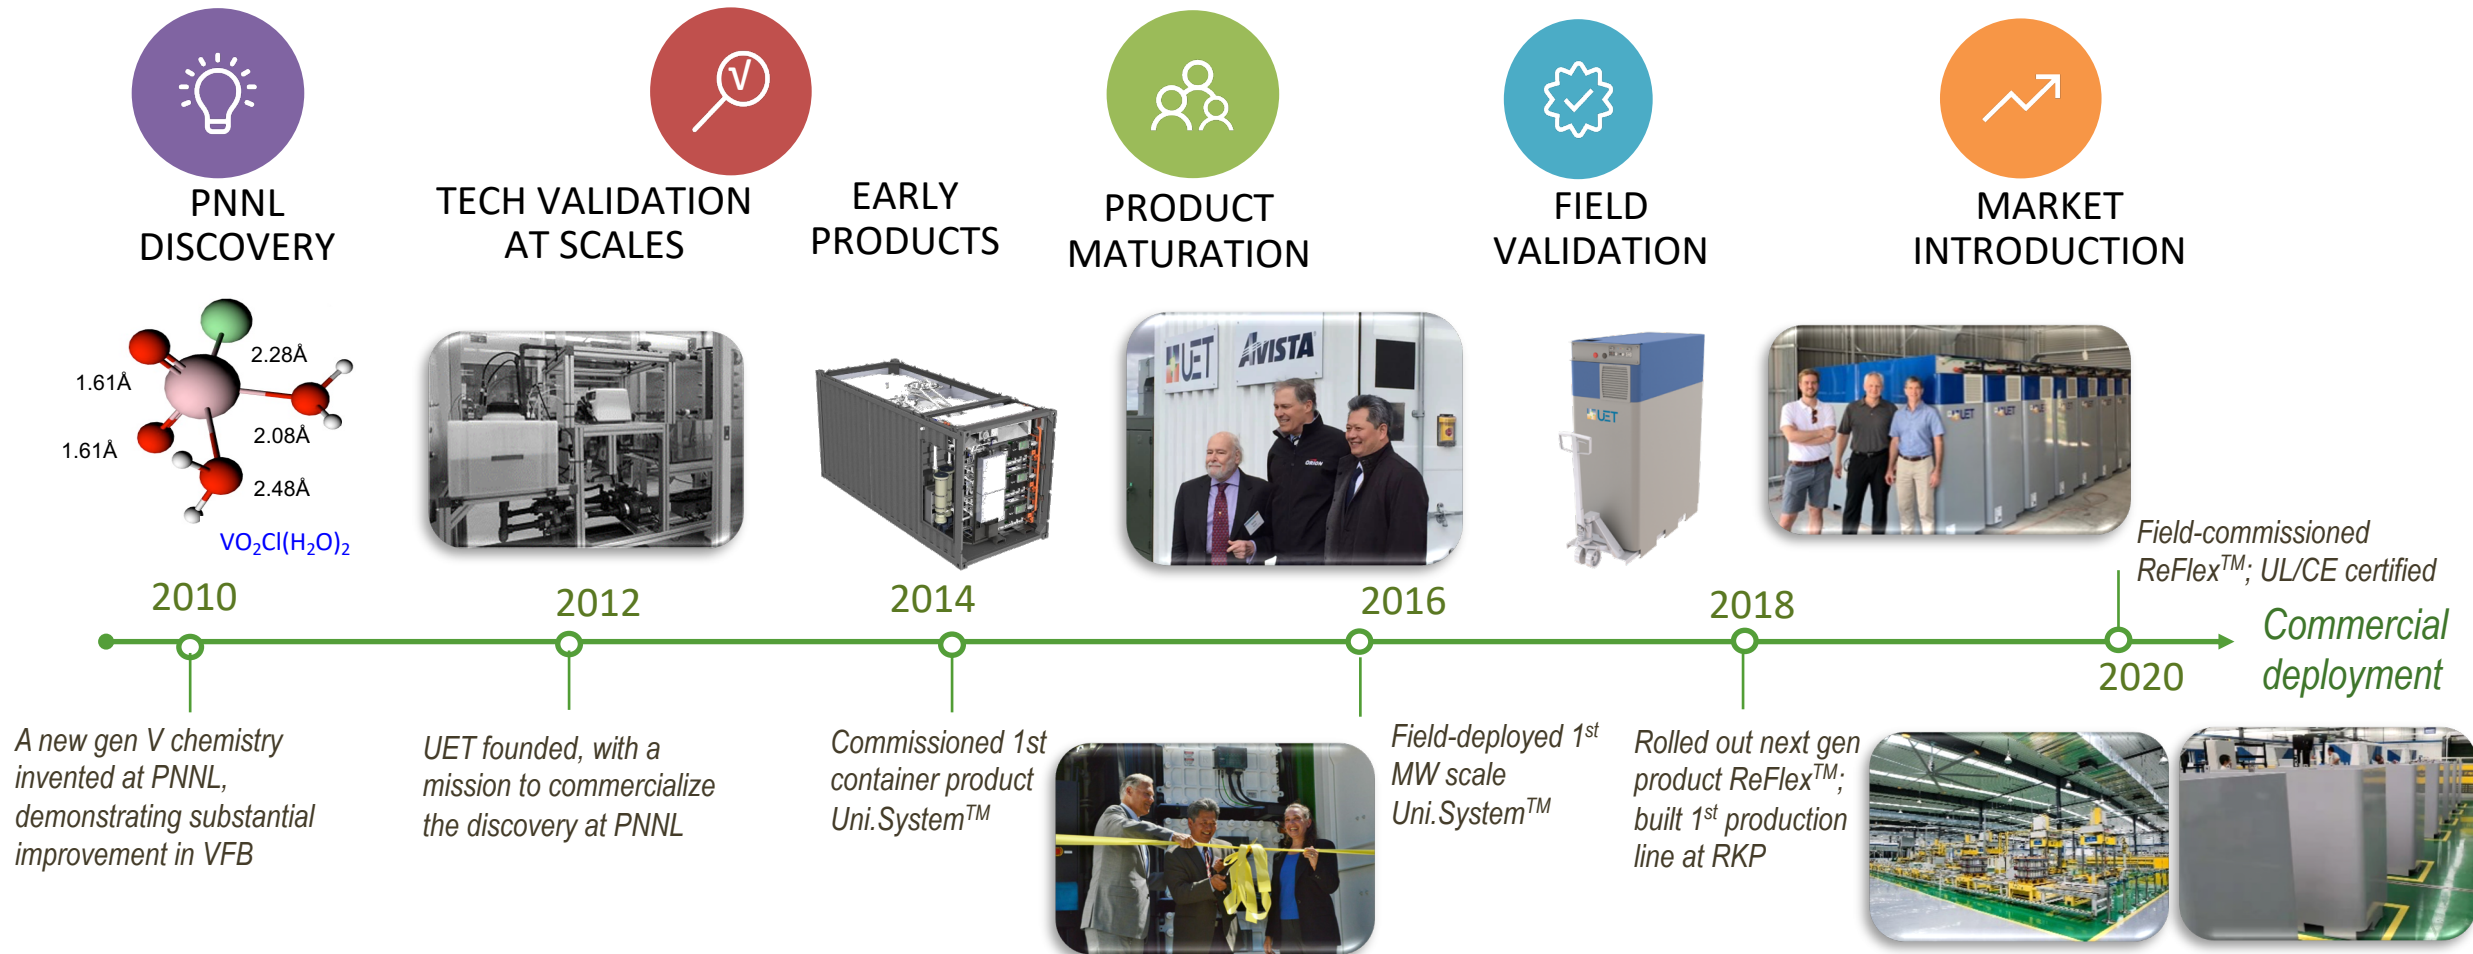 √
PNNL
DISCOVERY
TECH VALIDATION
AT SCALES
EARLY
PRODUCTS
PRODUCT
MATURATION
FIELD
VALIDATION
MARKET
INTRODUCTION
2.28Å
1.61Å
2.08Å
1.61Å
2.48Å
VO₂Cl(H₂O)₂
UET
AVISTA
ORION
UET
UET
UET
Field-commissioned
ReFlex™; UL/CE certified
2010
2012
2014
2016
2018
2020
Commercial
deployment
A new gen V chemistry
invented at PNNL,
demonstrating substantial
improvement in VFB
UET founded, with a
mission to commercialize
the discovery at PNNL
Commissioned 1st
container product
Uni.System™
Field-deployed 1st
MW scale
Uni.System™
Rolled out next gen
product ReFlex™;
built 1st production
line at RKP